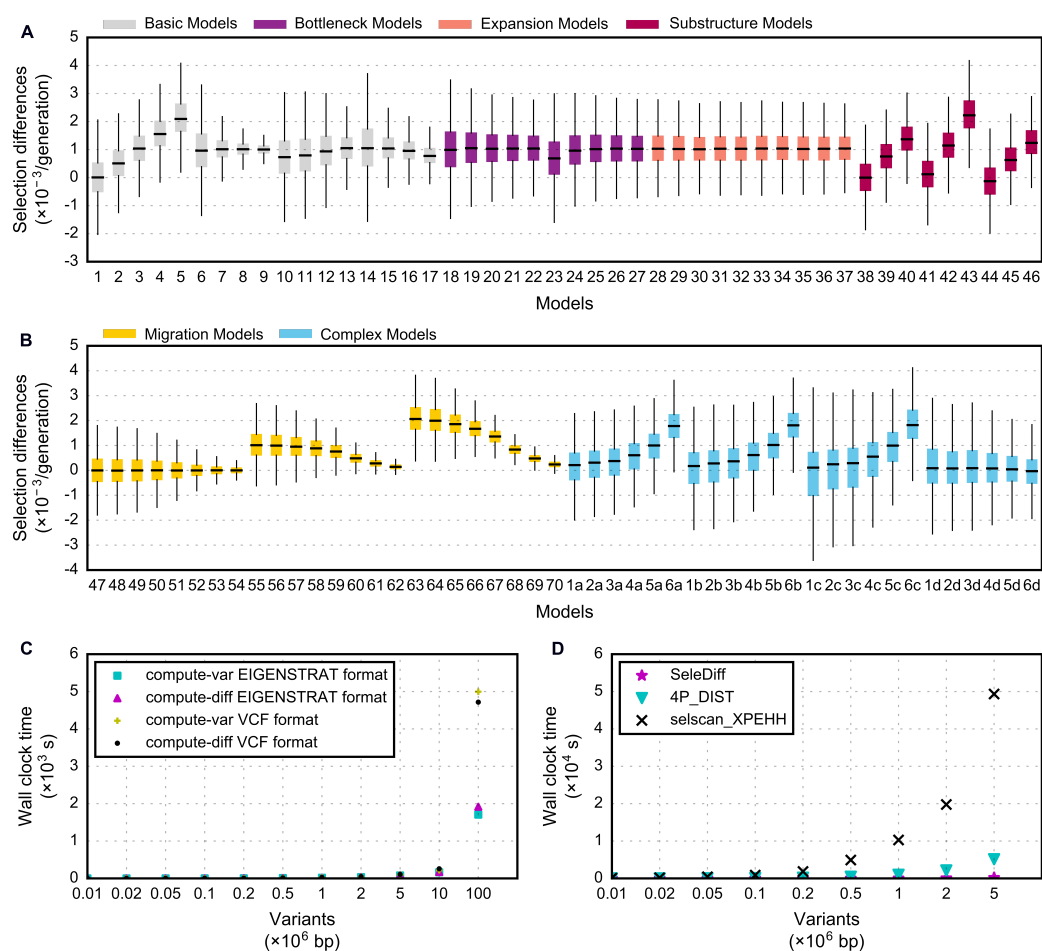 A
Basic Models Bottleneck Models Expansion Models Substructure Models
Selection differences
(×10⁻³/generation)
5
4
3
2
1
0
-1
-2
-3
1 2 3 4 5 6 7 8 9 10 11 12 13 14 15 16 17 18 19 20 21 22 23 24 25 26 27 28 29 30 31 32 33 34 35 36 37 38 39 40 41 42 43 44 45 46
Models
B
Migration Models Complex Models
Selection differences
(×10⁻³/generation)
5
4
3
2
1
0
-1
-2
-3
-4
47 48 49 50 51 52 53 54 55 56 57 58 59 60 61 62 63 64 65 66 67 68 69 70 1a 2a 3a 4a 5a 6a 1b 2b 3b 4b 5b 6b 1c 2c 3c 4c 5c 6c 1d 2d 3d 4d 5d 6d
Models
C
compute-var EIGENSTRAT format
compute-diff EIGENSTRAT format
compute-var VCF format
compute-diff VCF format
Wall clock time
(×10³ s)
6
5
4
3
2
1
0
0.01 0.02 0.05 0.1 0.2 0.5 1 2 5 10 100
Variants
(×10⁶ bp)
D
SeleDiff
4P_DIST
selscan_XPEHH
Wall clock time
(×10⁴ s)
6
5
4
3
2
1
0
0.01 0.02 0.05 0.1 0.2 0.5 1 2 5
Variants
(×10⁶ bp)